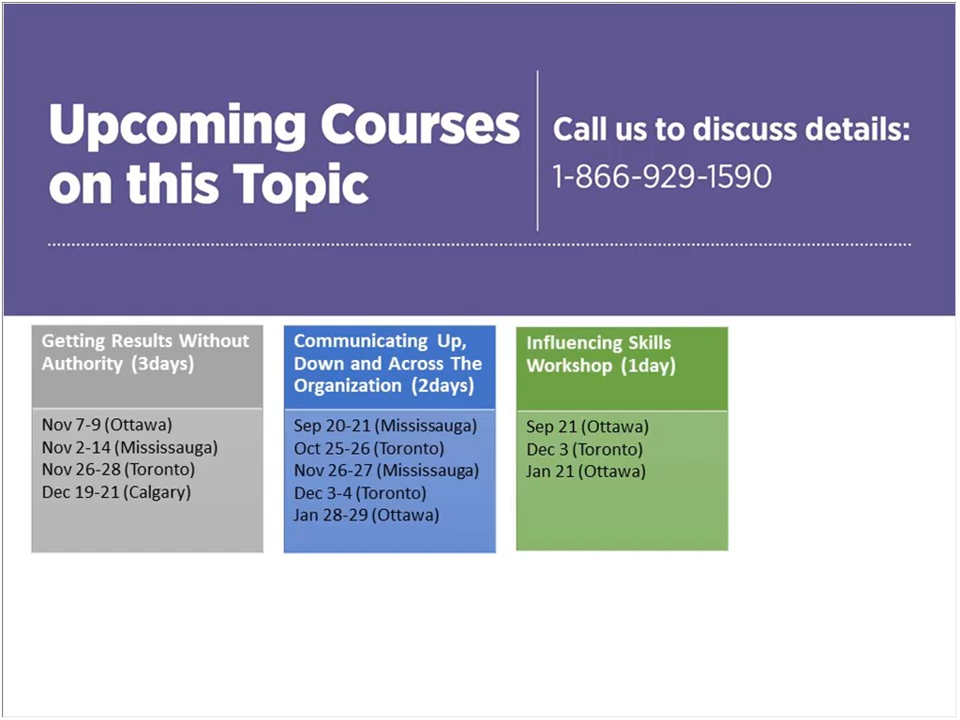 Upcoming Courses
on this Topic
Call us to discuss details:
1-866-929-1590
Getting Results Without
Authority (3days)
Nov 7-9 (Ottawa)
Nov 2-14 (Mississauga)
Nov 26-28 (Toronto)
Dec 19-21 (Calgary)
Communicating Up,
Down and Across The
Organization (2days)
Sep 20-21 (Mississauga)
Oct 25-26 (Toronto)
Nov 26-27 (Mississauga)
Dec 3-4 (Toronto)
Jan 28-29 (Ottawa)
Influencing Skills
Workshop (1day)
Sep 21 (Ottawa)
Dec 3 (Toronto)
Jan 21 (Ottawa)